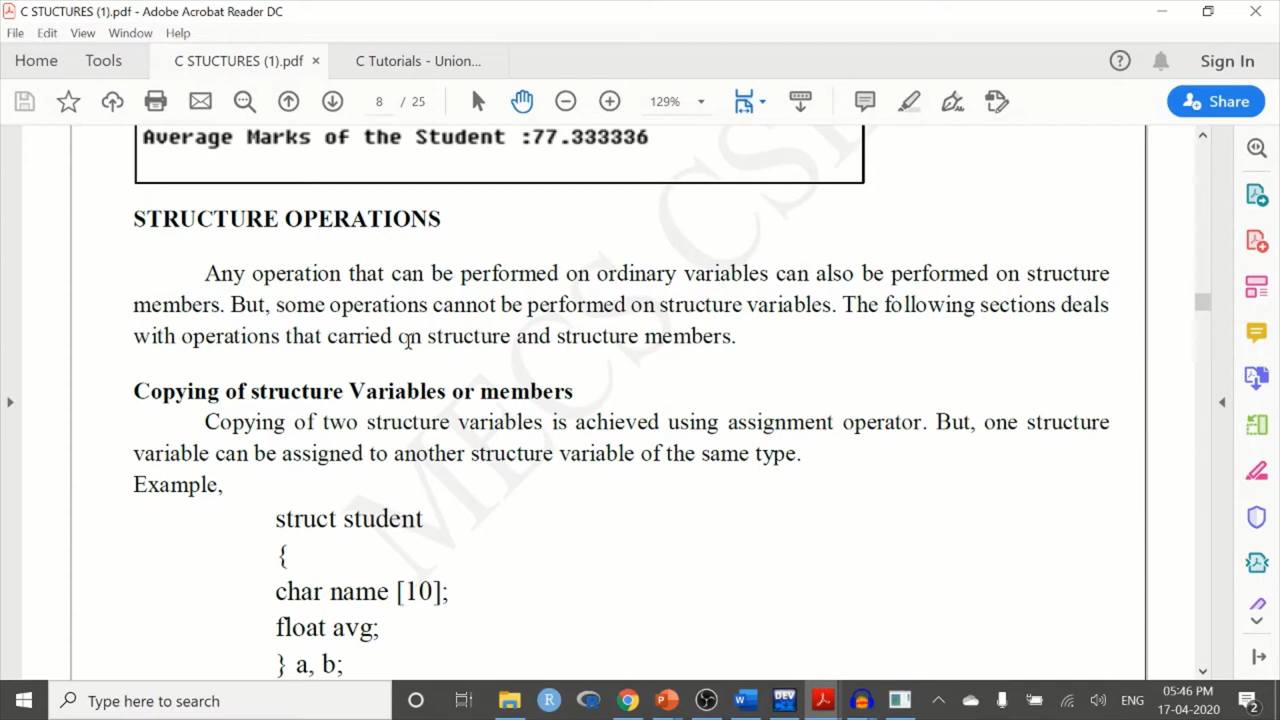 C STUCTURES (1).pdf - Adobe Acrobat Reader DC
File Edit View Window Help
Home Tools C STUCTURES (1).pdf × C Tutorials - Union... Sign In
8 / 25 129% Share
Average Marks of the Student :77.333336
STRUCTURE OPERATIONS
Any operation that can be performed on ordinary variables can also be performed on structure
members. But, some operations cannot be performed on structure variables. The following sections deals
with operations that carried on structure and structure members.
Copying of structure Variables or members
Copying of two structure variables is achieved using assignment operator. But, one structure
variable can be assigned to another structure variable of the same type.
Example,
struct student
{
char name [10];
float avg;
} a, b;
MECS CSE
Type here to search
ENG
05:46 PM
17-04-2020
2